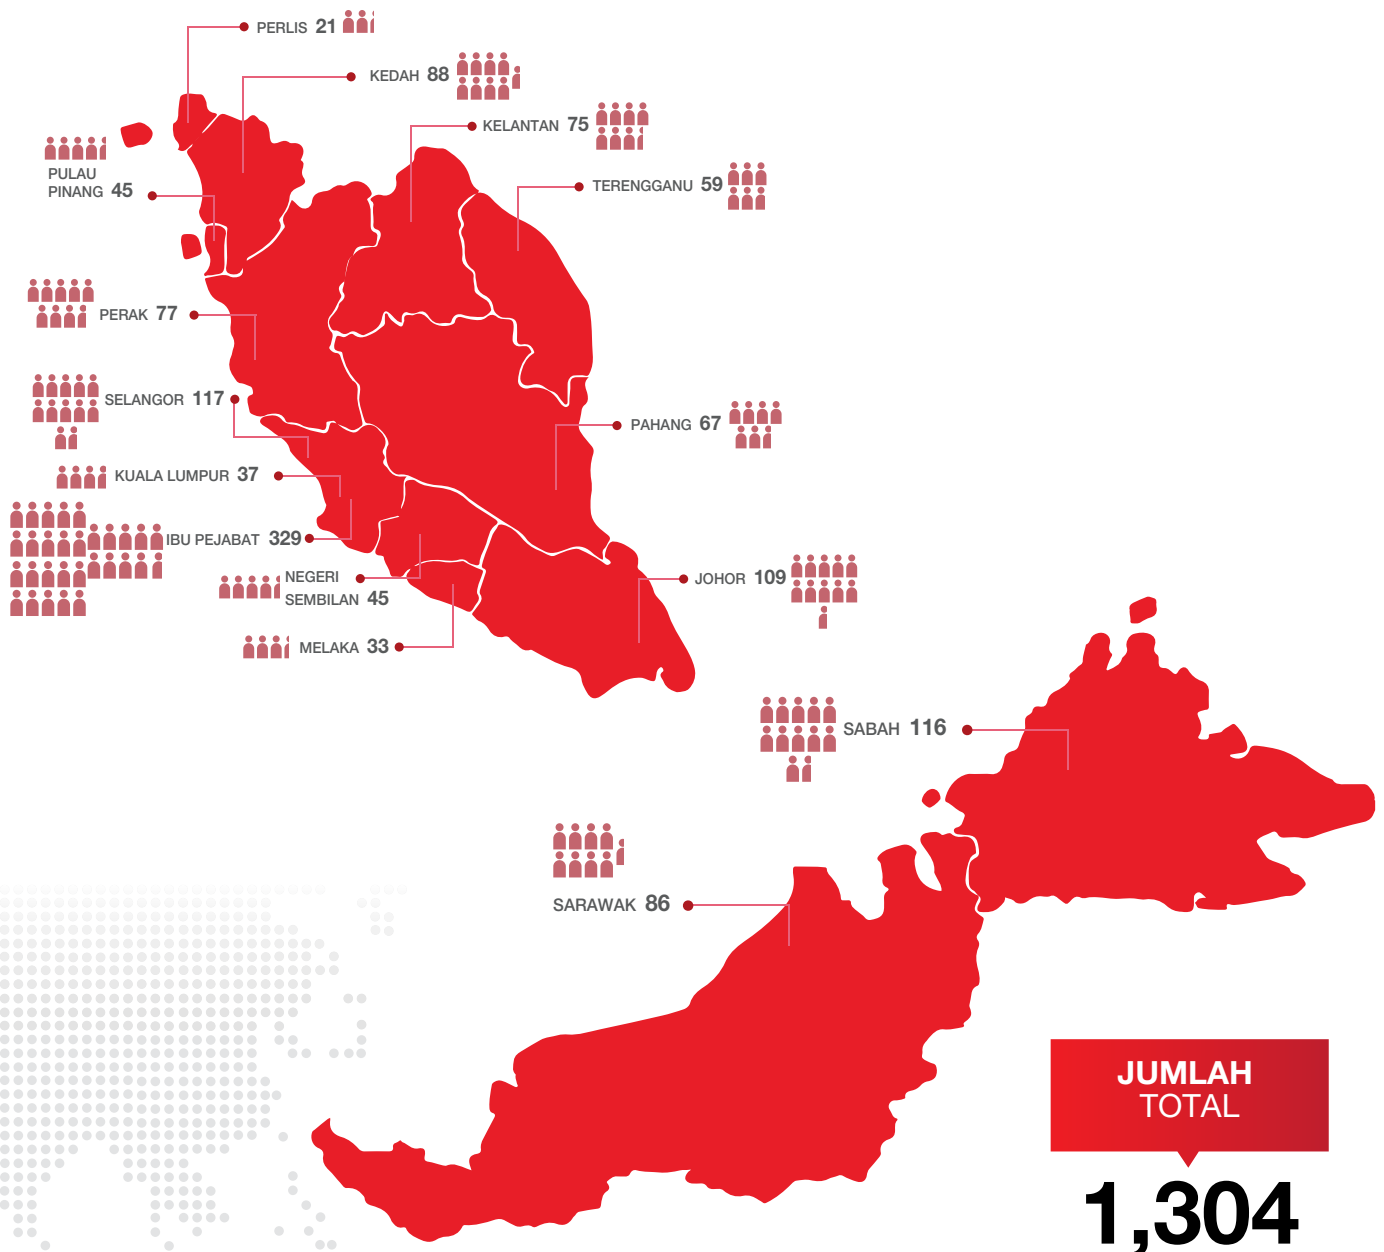 PERLIS 21
KEDAH 88
KELANTAN 75
PULAU
PINANG 45
TERENGGANU 59
PERAK 77
SELANGOR 117
PAHANG 67
KUALA LUMPUR 37
IBU PEJABAT 329
NEGERI
SEMBILAN 45
JOHOR 109
MELAKA 33
SABAH 116
SARAWAK 86
JUMLAH
TOTAL
1,304